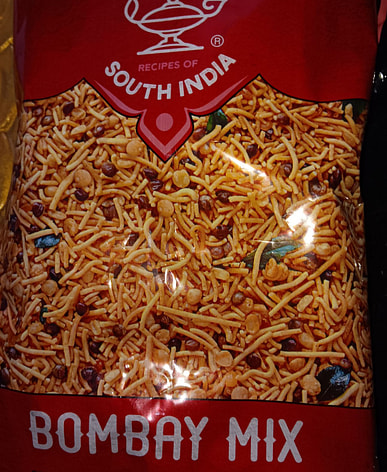 ®
RECIPES OF
SOUTH INDIA
BOMBAY MIX